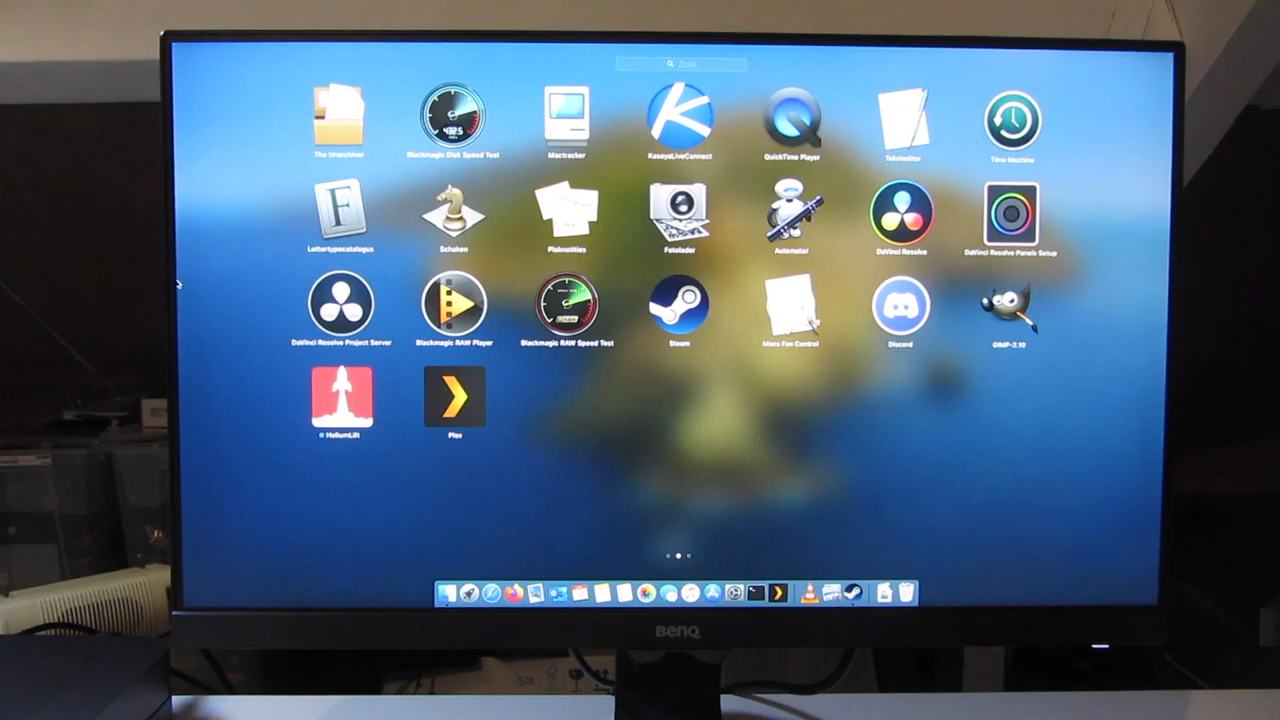 Zoek
The Unarchiver
Blackmagic Disk Speed Test
Mactracker
KaseyaLiveConnect
QuickTime Player
Teksteditor
Time Machine
Lettertypecatalogus
Schaken
Plaknotities
Fotolader
Automator
DaVinci Resolve
DaVinci Resolve Panels Setup
DaVinci Resolve Project Server
Blackmagic RAW Player
Blackmagic RAW Speed Test
Steam
Macs Fan Control
Discord
GIMP-2.10
HeliumLift
Plex
BenQ
SOL